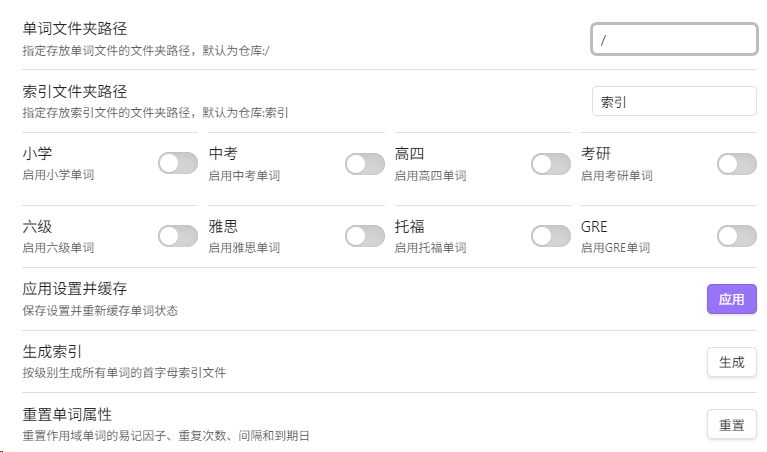 单词文件夹路径
指定存放单词文件的文件夹路径，默认为仓库:/
/
索引文件夹路径
指定存放索引文件的文件夹路径，默认为仓库:索引
索引
小学
启用小学单词
中考
启用中考单词
高四
启用高四单词
考研
启用考研单词
六级
启用六级单词
雅思
启用雅思单词
托福
启用托福单词
GRE
启用GRE单词
应用设置并缓存
保存设置并重新缓存单词状态
应用
生成索引
按级别生成所有单词的首字母索引文件
生成
重置单词属性
重置作用域单词的易记因子、重复次数、间隔和到期日
重置